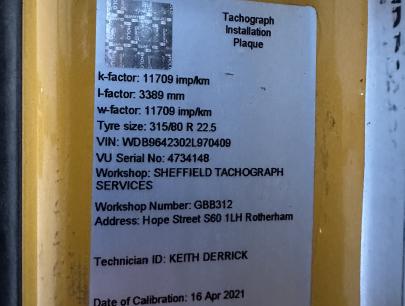 Tachograph
Installation
Plaque
k-factor: 11709 imp/km
l-factor: 3389 mm
w-factor: 11709 imp/km
Tyre size: 315/80 R 22.5
VIN: WDB9642302L970409
VU Serial No: 4734148
Workshop: SHEFFIELD TACHOGRAPH
SERVICES
Workshop Number: GBB312
Address: Hope Street S60 1LH Rotherham
Technician ID: KEITH DERRICK
Date of Calibration: 16 Apr 2021